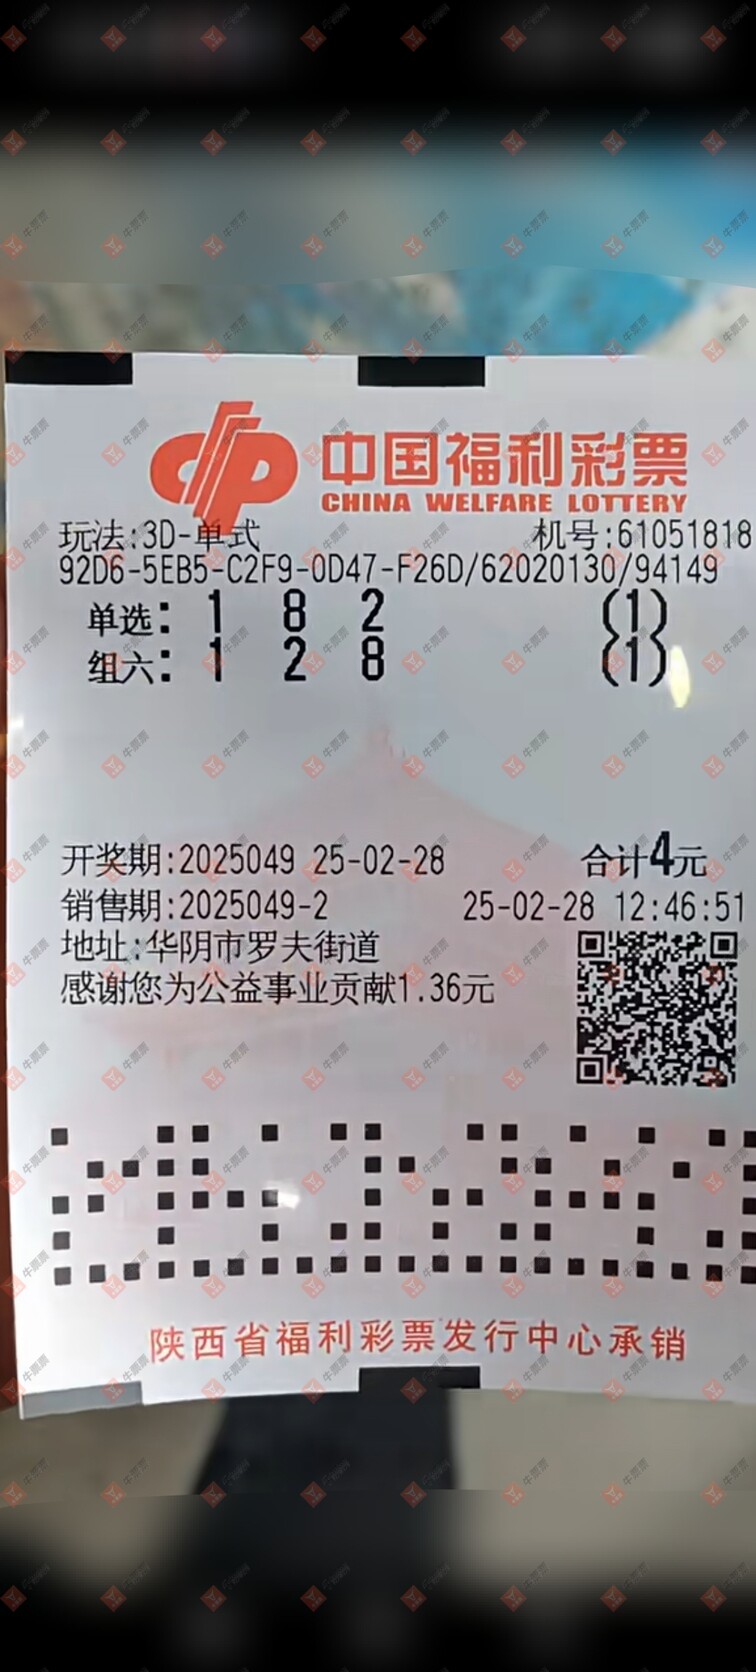 中国福利彩票
CHINA WELFARE LOTTERY
玩法:3D-单式 机号:61051818
92D6-5EB5-C2F9-0D47-F26D/62020130/94149
单选: 1 8 2 (1)
组六: 1 2 8 (1)
开奖期:2025049 25-02-28 合计4元
销售期:2025049-2 25-02-28 12:46:51
地址:华阴市罗夫街道
感谢您为公益事业贡献1.36元
陕西省福利彩票发行中心承销